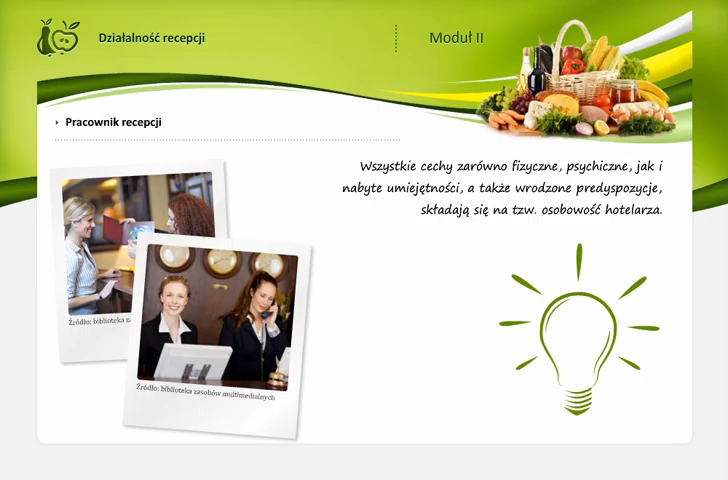 Działalność recepcji
Moduł II
Pracownik recepcji
Wszystkie cechy zarówno fizyczne, psychiczne, jak i
nabyte umiejętności, a także wrodzone predyspozycje,
składają się na tzw. osobowość hotelarza.
Źródło: biblioteka
Źródło: biblioteka zasobów multimedialnych